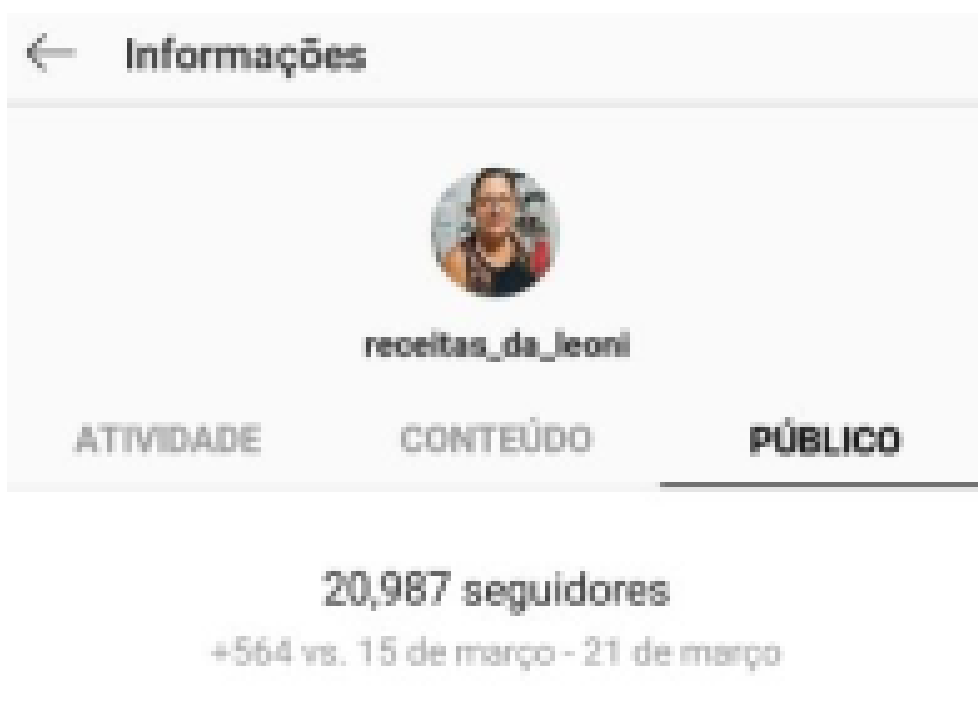 Informações
receitas_da_leoni
ATIVIDADE CONTEÚDO PÚBLICO
20,987 seguidores
+564 vs. 15 de março - 21 de março